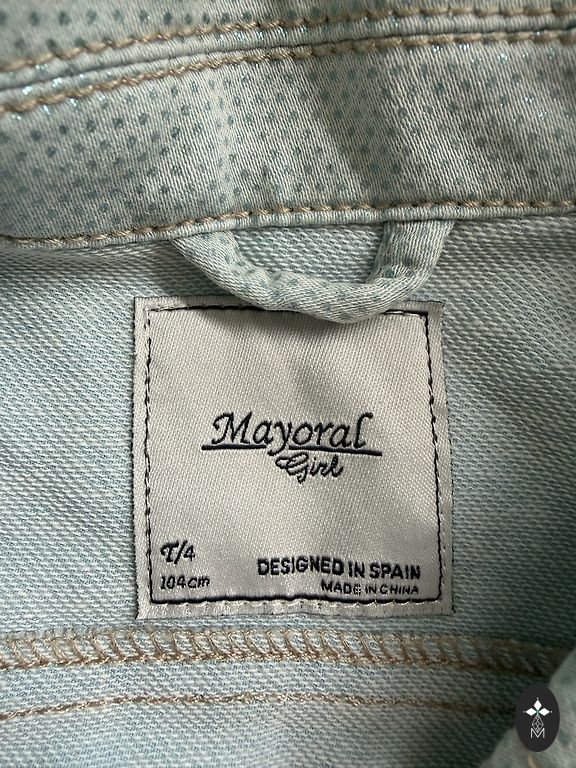 Mayoral
Girl
T/4
104cm
DESIGNED IN SPAIN
MADE IN CHINA
M